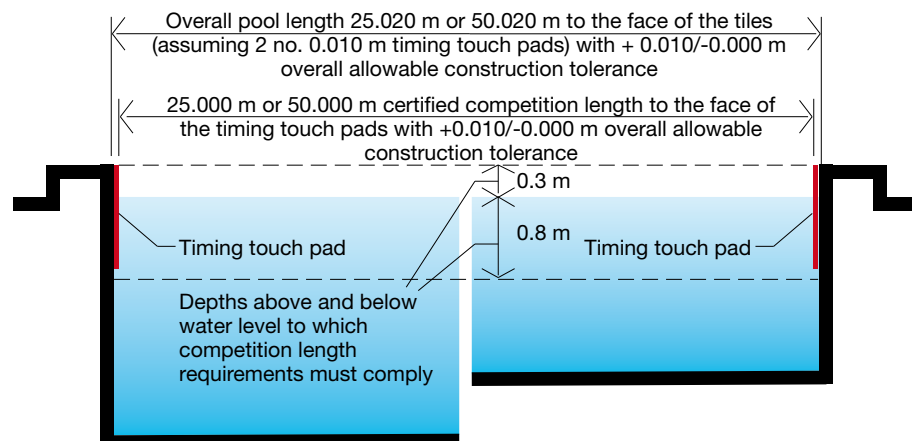 Overall pool length 25.020 m or 50.020 m to the face of the tiles
(assuming 2 no. 0.010 m timing touch pads) with + 0.010/-0.000 m
overall allowable construction tolerance
25.000 m or 50.000 m certified competition length to the face of
the timing touch pads with +0.010/-0.000 m overall allowable
construction tolerance
0.3 m
0.8 m
Timing touch pad
Timing touch pad
Depths above and below
water level to which
competition length
requirements must comply